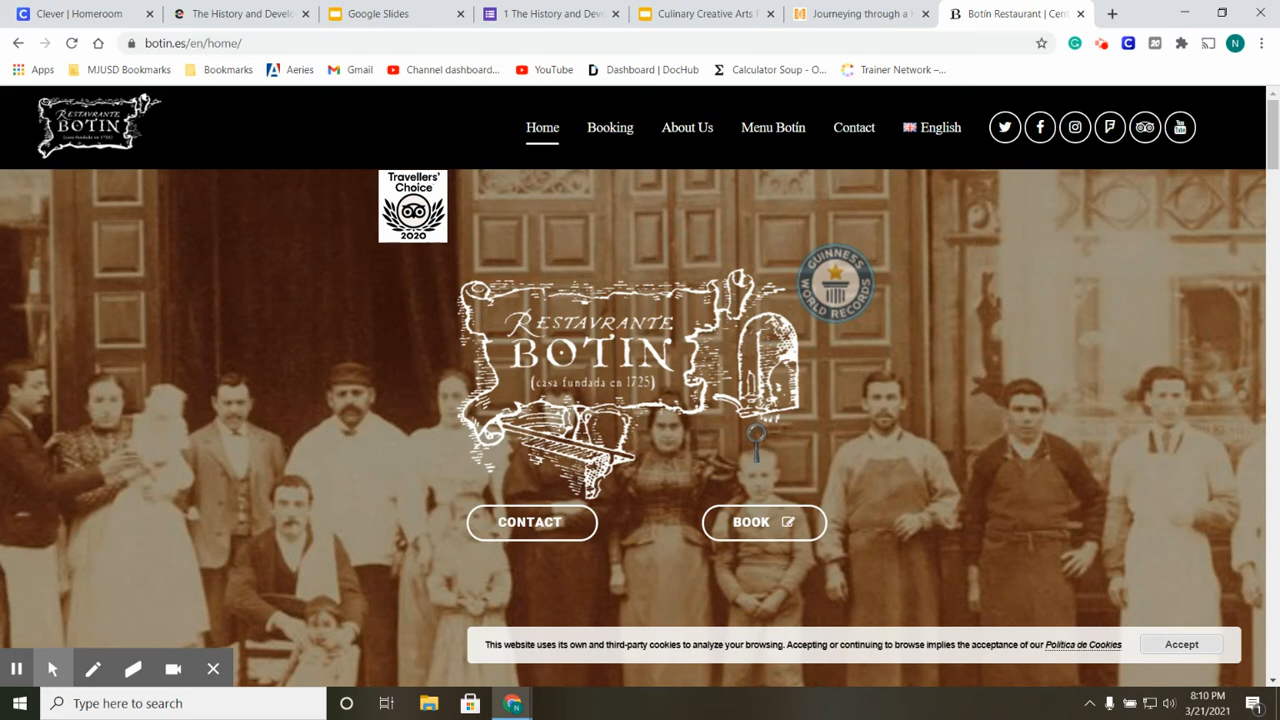 Clever | Homeroom
The History and Develo
Google Slides
1 The History and Deve
Culinary Creative Arts P
Journeying through a H
B Botín Restaurant | Cent
botin.es/en/home/
N
Apps
MJUSD Bookmarks
Bookmarks
Aeries
Gmail
Channel dashboard...
YouTube
Dashboard | DocHub
Calculator Soup - O...
Trainer Network –...
RESTAVRANTE
BOTIN
Home
Booking
About Us
Menu Botín
Contact
English
You
Tube
Travellers'
Choice
2020
GUINNESS
WORLD RECORDS
RESTAVRANTE
BOTIN
(casa fundada en 1725)
CONTACT
BOOK
This website uses its own and third-party cookies to analyze your browsing. Accepting or continuing to browse implies the acceptance of our Política de Cookies
Accept
Type here to search
8:10 PM
3/21/2021